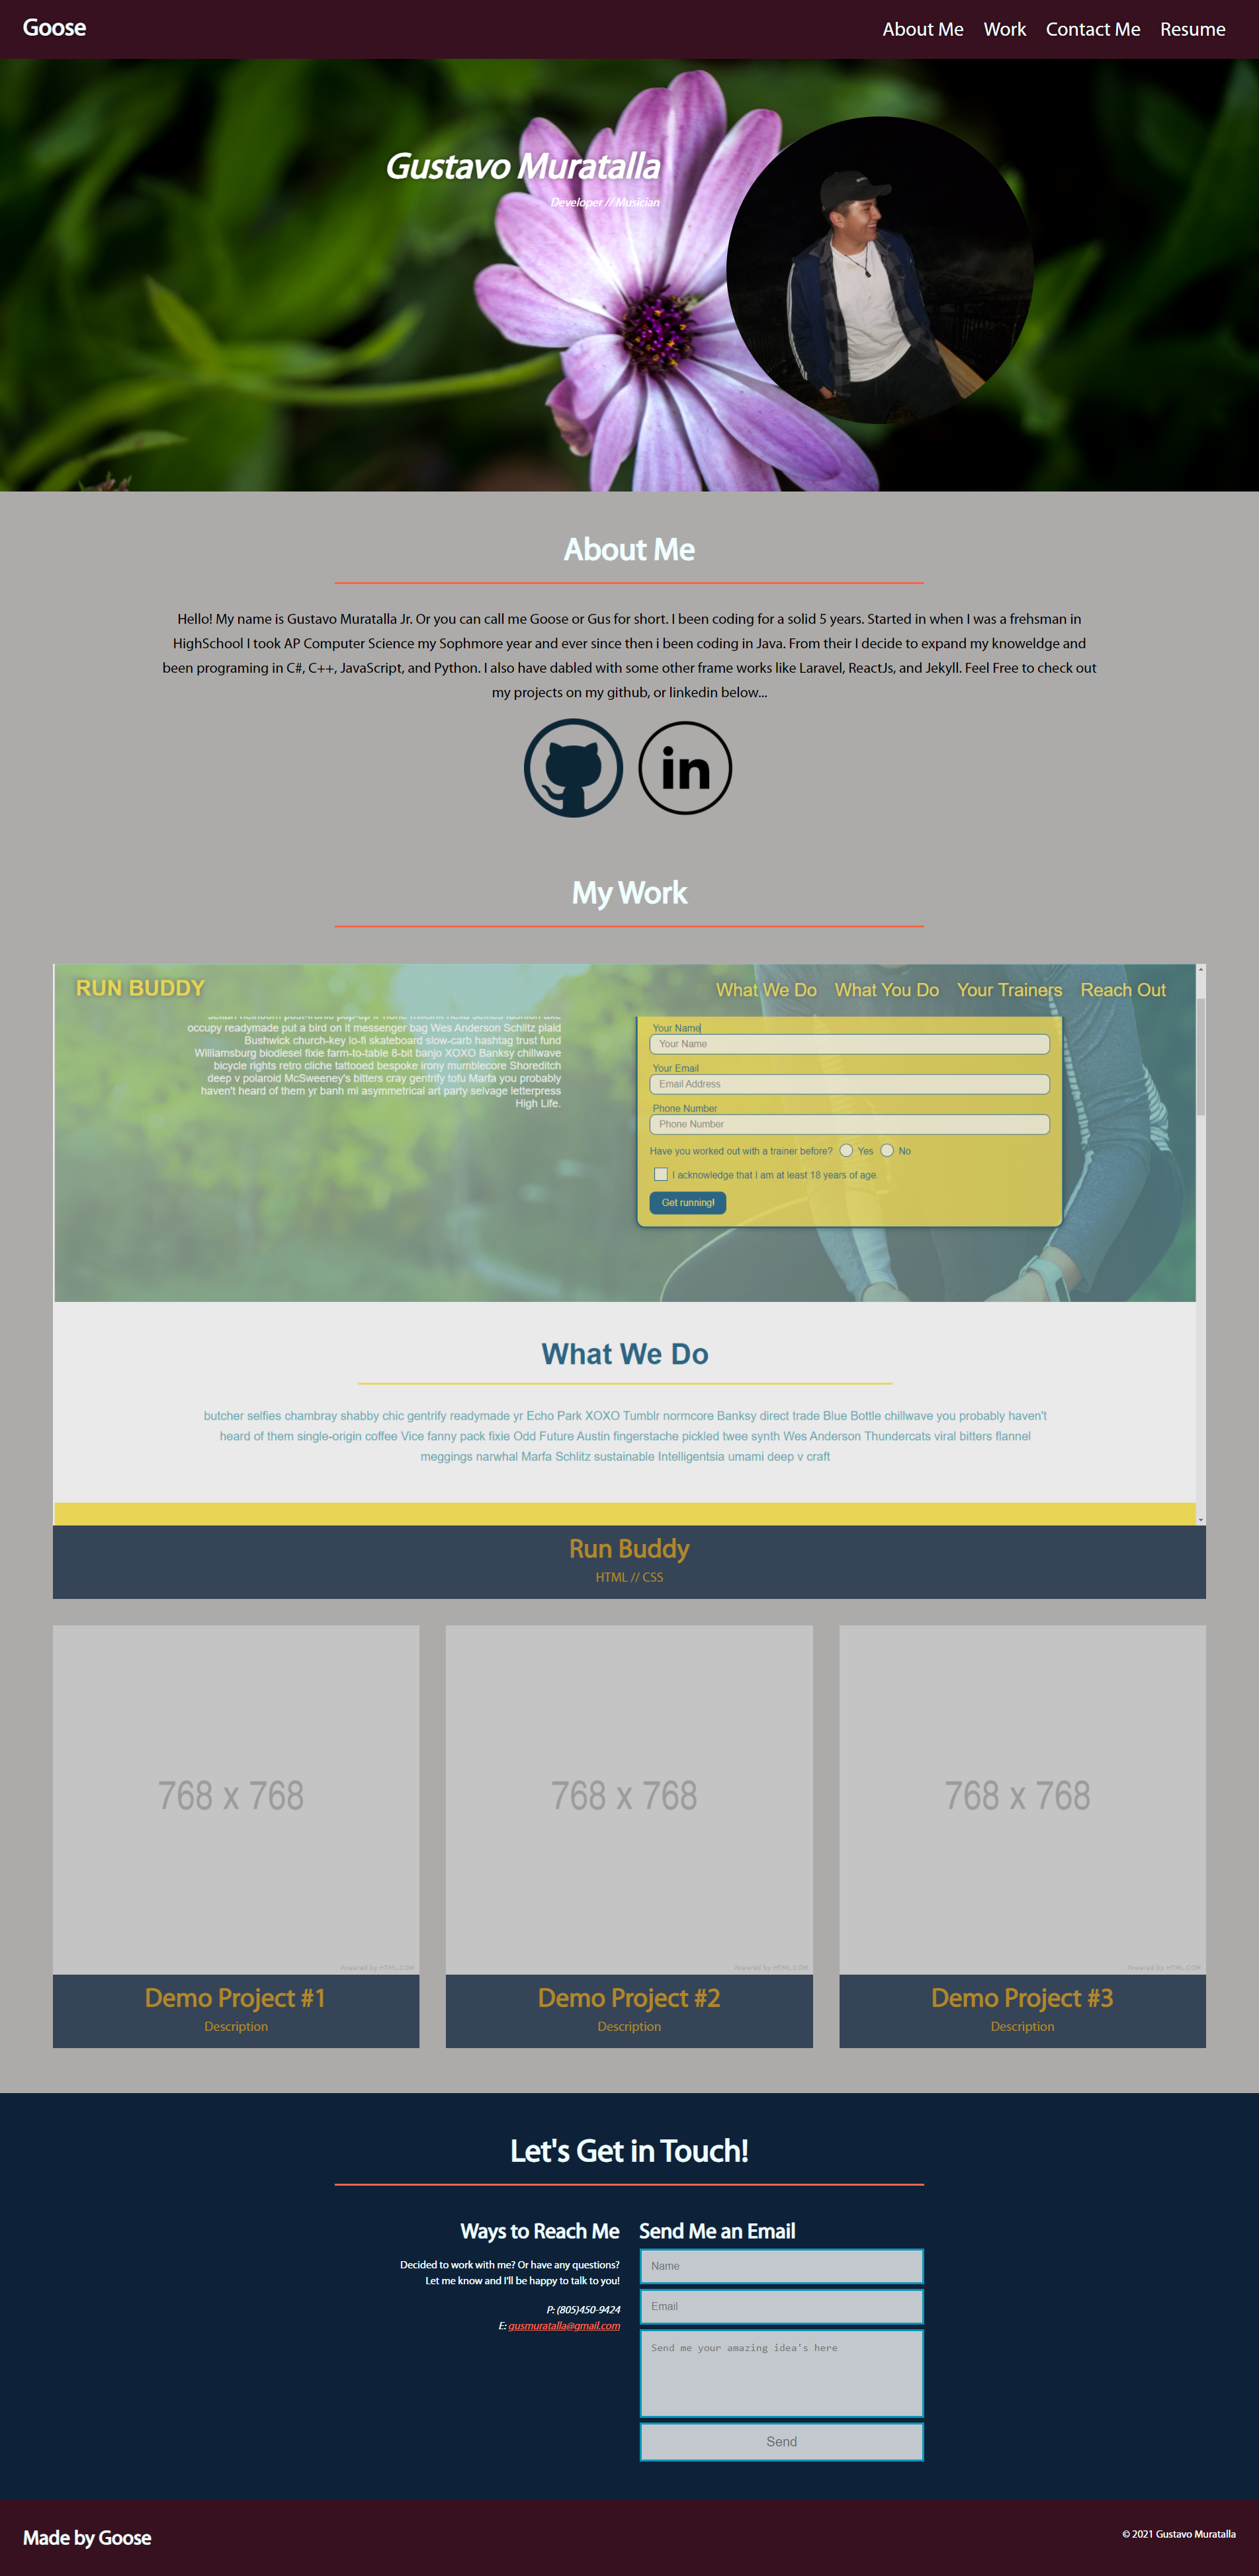 Goose
About Me Work Contact Me Resume
Gustavo Muratalla
Developer // Musician
About Me
Hello! My name is Gustavo Muratalla Jr. Or you can call me Goose or Gus for short. I been coding for a solid 5 years. Started in when I was a frehsman in
HighSchool I took AP Computer Science my Sophmore year and ever since then i been coding in Java. From their I decide to expand my knoweldge and
been programing in C#, C++, JavaScript, and Python. I also have dabled with some other frame works like Laravel, ReactJs, and Jekyll. Feel Free to check out
my projects on my github, or linkedin below...
in
My Work
RUN BUDDY
What We Do What You Do Your Trainers Reach Out
occupy readymade put a bird on it messenger bag Wes Anderson Schlitz plaid
Bushwick church-key lo-fi skateboard slow-carb hashtag trust fund
Williamsburg biodiesel fixie farm-to-table 8-bit banjo XOXO Banksy chillwave
bicycle rights retro cliche tattooed bespoke irony mumblecore Shoreditch
deep v polaroid McSweeney's bitters cray gentrify tofu Marfa you probably
haven't heard of them yr banh mi asymmetrical art party selvage letterpress
High Life.
Your Name
Your Name
Your Email
Email Address
Phone Number
Phone Number
Have you worked out with a trainer before? Yes No
I acknowledge that I am at least 18 years of age.
Get running!
What We Do
butcher selfies chambray shabby chic gentrify readymade yr Echo Park XOXO Tumblr normcore Banksy direct trade Blue Bottle chillwave you probably haven't
heard of them single-origin coffee Vice fanny pack fixie Odd Future Austin fingerstache pickled twee synth Wes Anderson Thundercats viral bitters flannel
meggings narwhal Marfa Schlitz sustainable Intelligentsia umami deep v craft
Run Buddy
HTML // CSS
768 x 768
Powered by HTML.COM
Demo Project #1
Description
768 x 768
Powered by HTML.COM
Demo Project #2
Description
768 x 768
Powered by HTML.COM
Demo Project #3
Description
Let's Get in Touch!
Ways to Reach Me
Decided to work with me? Or have any questions?
Let me know and I'll be happy to talk to you!
P: (805)450-9424
E: gusmuratalla@gmail.com
Send Me an Email
Name
Email
Send me your amazing idea's here
Send
Made by Goose
© 2021 Gustavo Muratalla